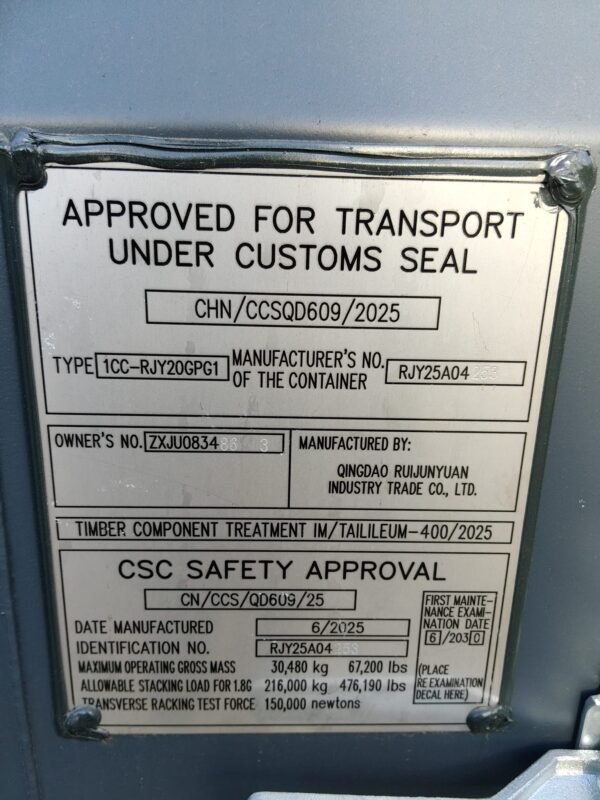 APPROVED FOR TRANSPORT
UNDER CUSTOMS SEAL
CHN/CCSQD609/2025
TYPE 1CC-RJY20GPG1
MANUFACTURER'S NO.
OF THE CONTAINER
RJY25A04
OWNER'S NO. ZXJU083486 3
MANUFACTURED BY:
QINGDAO RUIJUNYUAN
INDUSTRY TRADE CO., LTD.
TIMBER COMPONENT TREATMENT IM/TAILILEUM-400/2025
CSC SAFETY APPROVAL
CN/CCS/QD609/25
DATE MANUFACTURED 6/2025
IDENTIFICATION NO. RJY25A04
MAXIMUM OPERATING GROSS MASS 30,480 kg 67,200 lbs
ALLOWABLE STACKING LOAD FOR 1.8G 216,000 kg 476,190 lbs
TRANSVERSE RACKING TEST FORCE 150,000 newtons
FIRST MAINTE-
NANCE EXAMI-
NATION DATE
6/2030
(PLACE
RE EXAMINATION
DECAL HERE)